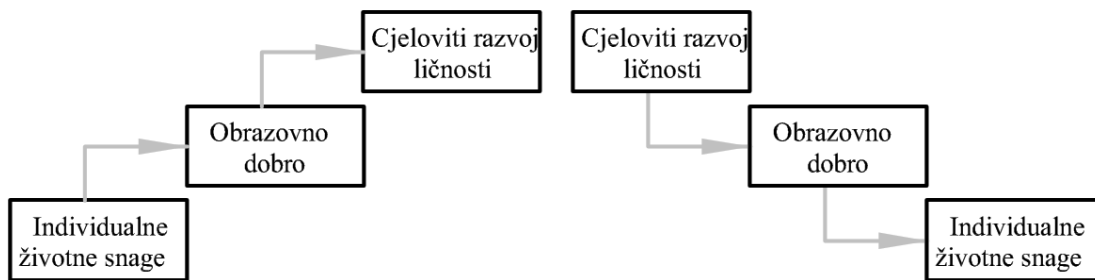 Cjeloviti razvoj
ličnosti
Cjeloviti razvoj
ličnosti
Obrazovno
dobro
Obrazovno
dobro
Individualne
životne snage
Individualne
životne snage